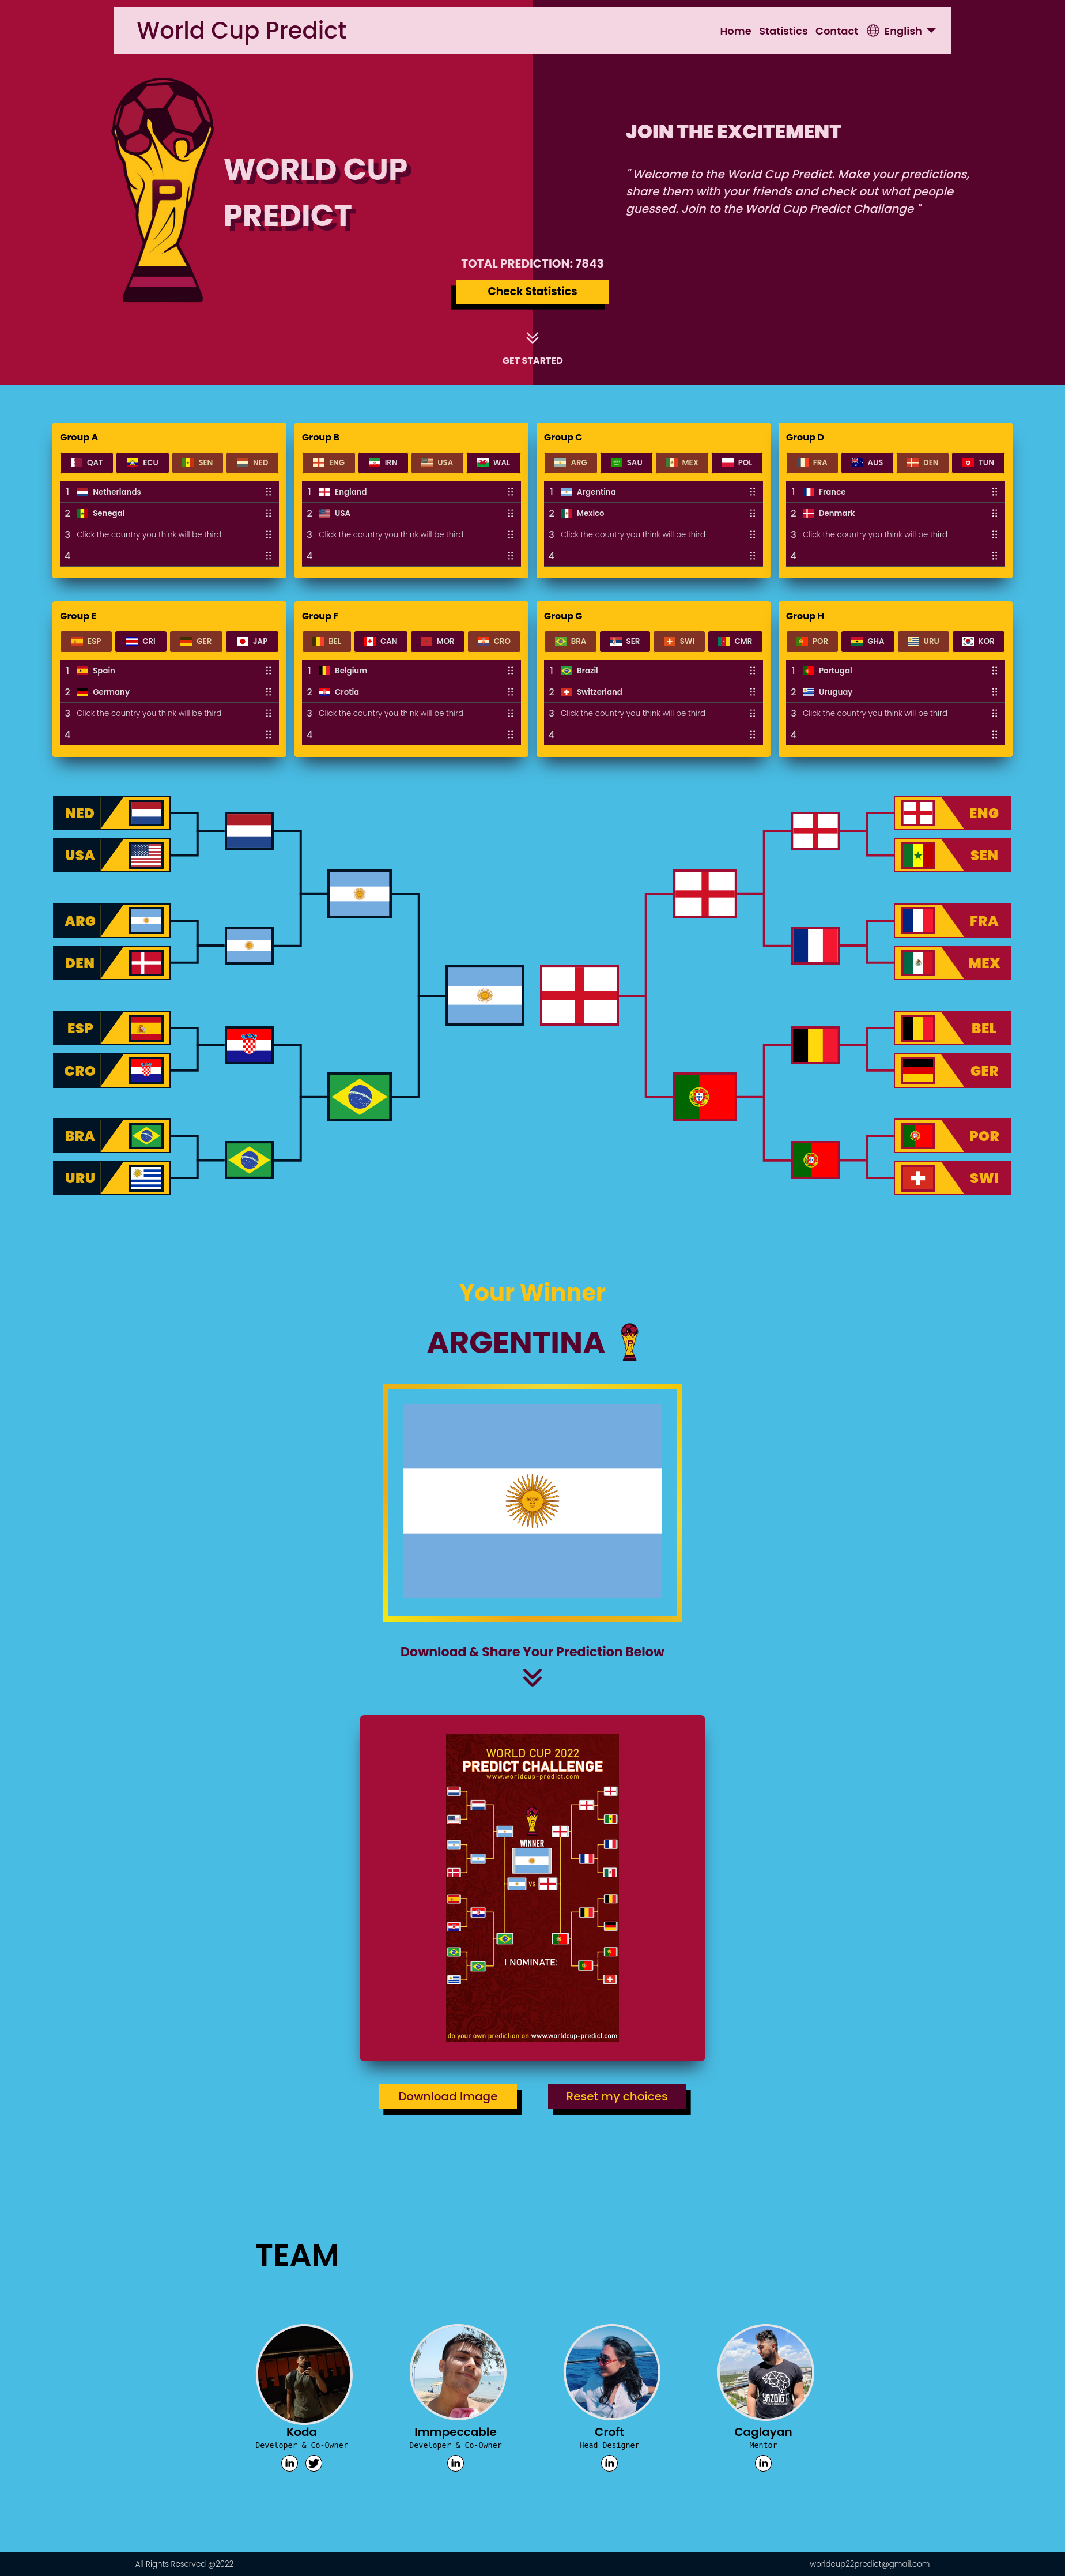 World Cup Predict
Home Statistics Contact English
WORLD CUP
PREDICT
P
JOIN THE EXCITEMENT
" Welcome to the World Cup Predict. Make your predictions,
share them with your friends and check out what people
guessed. Join to the World Cup Predict Challange "
TOTAL PREDICTION: 7843
Check Statistics
GET STARTED
Group A
QAT ECU SEN NED
1 Netherlands
2 Senegal
3 Click the country you think will be third
4
Group B
ENG IRN USA WAL
1 England
2 USA
3 Click the country you think will be third
4
Group C
ARG SAU MEX POL
1 Argentina
2 Mexico
3 Click the country you think will be third
4
Group D
FRA AUS DEN TUN
1 France
2 Denmark
3 Click the country you think will be third
4
Group E
ESP CRI GER JAP
1 Spain
2 Germany
3 Click the country you think will be third
4
Group F
BEL CAN MOR CRO
1 Belgium
2 Crotia
3 Click the country you think will be third
4
Group G
BRA SER SWI CMR
1 Brazil
2 Switzerland
3 Click the country you think will be third
4
Group H
POR GHA URU KOR
1 Portugal
2 Uruguay
3 Click the country you think will be third
4
NED
USA
ARG
DEN
ESP
CRO
BRA
URU
ENG
SEN
FRA
MEX
BEL
GER
POR
SWI
Your Winner
ARGENTINA
Download & Share Your Prediction Below
WORLD CUP 2022
PREDICT CHALLENGE
www.worldcup-predict.com
WINNER
VS
I NOMINATE:
do your own prediction on www.worldcup-predict.com
Download Image
Reset my choices
TEAM
Koda
Developer & Co-Owner
in
Immpeccable
Developer & Co-Owner
in
Croft
Head Designer
in
Caglayan
Mentor
in
All Rights Reserved @2022
worldcup22predict@gmail.com